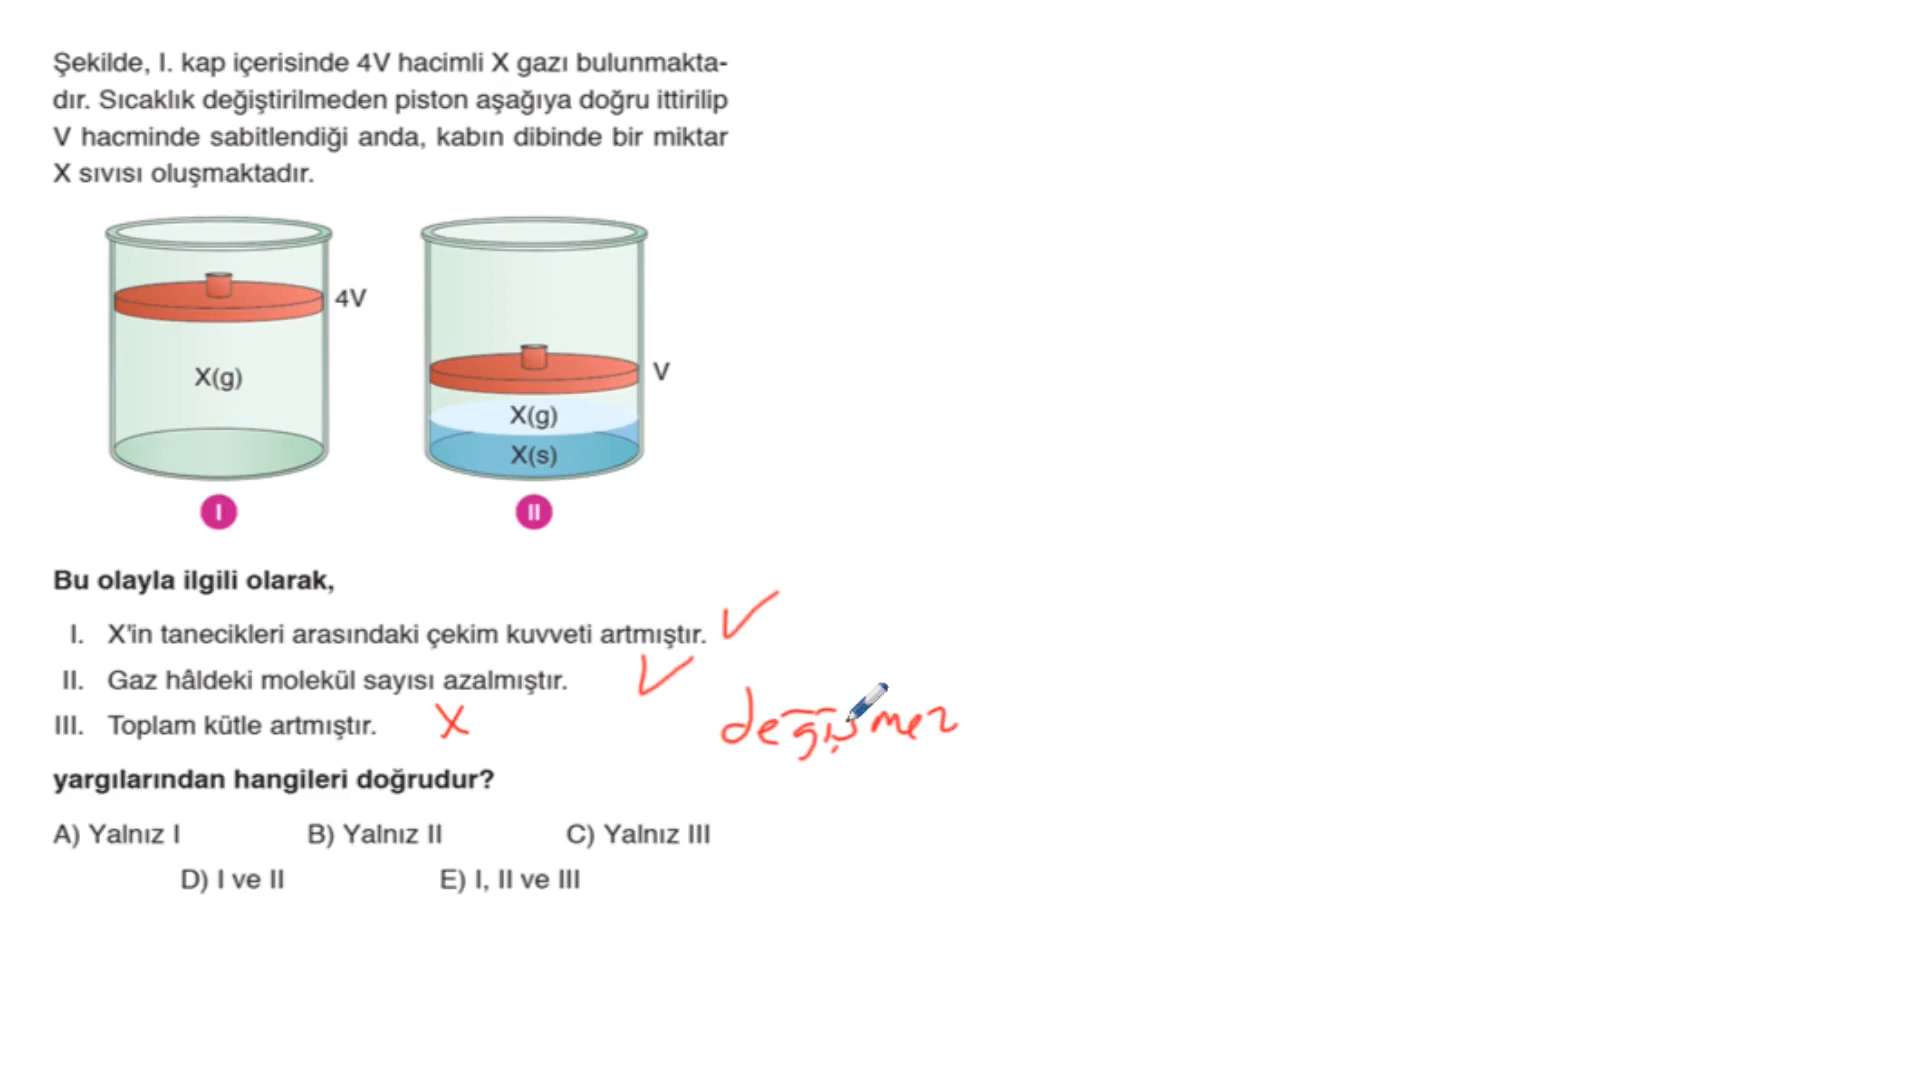 Şekilde, I. kap içerisinde 4V hacimli X gazı bulunmakta-
dır. Sıcaklık değiştirilmeden piston aşağıya doğru ittirilip
V hacminde sabitlendiği anda, kabın dibinde bir miktar
X sıvısı oluşmaktadır.
4V
X(g)
V
X(g)
X(s)
I
II
Bu olayla ilgili olarak,
I. X'in tanecikleri arasındaki çekim kuvveti artmıştır. ✓
II. Gaz hâldeki molekül sayısı azalmıştır. ✓
III. Toplam kütle artmıştır. X değişmez
yargılarından hangileri doğrudur?
A) Yalnız I B) Yalnız II C) Yalnız III
D) I ve II E) I, II ve III